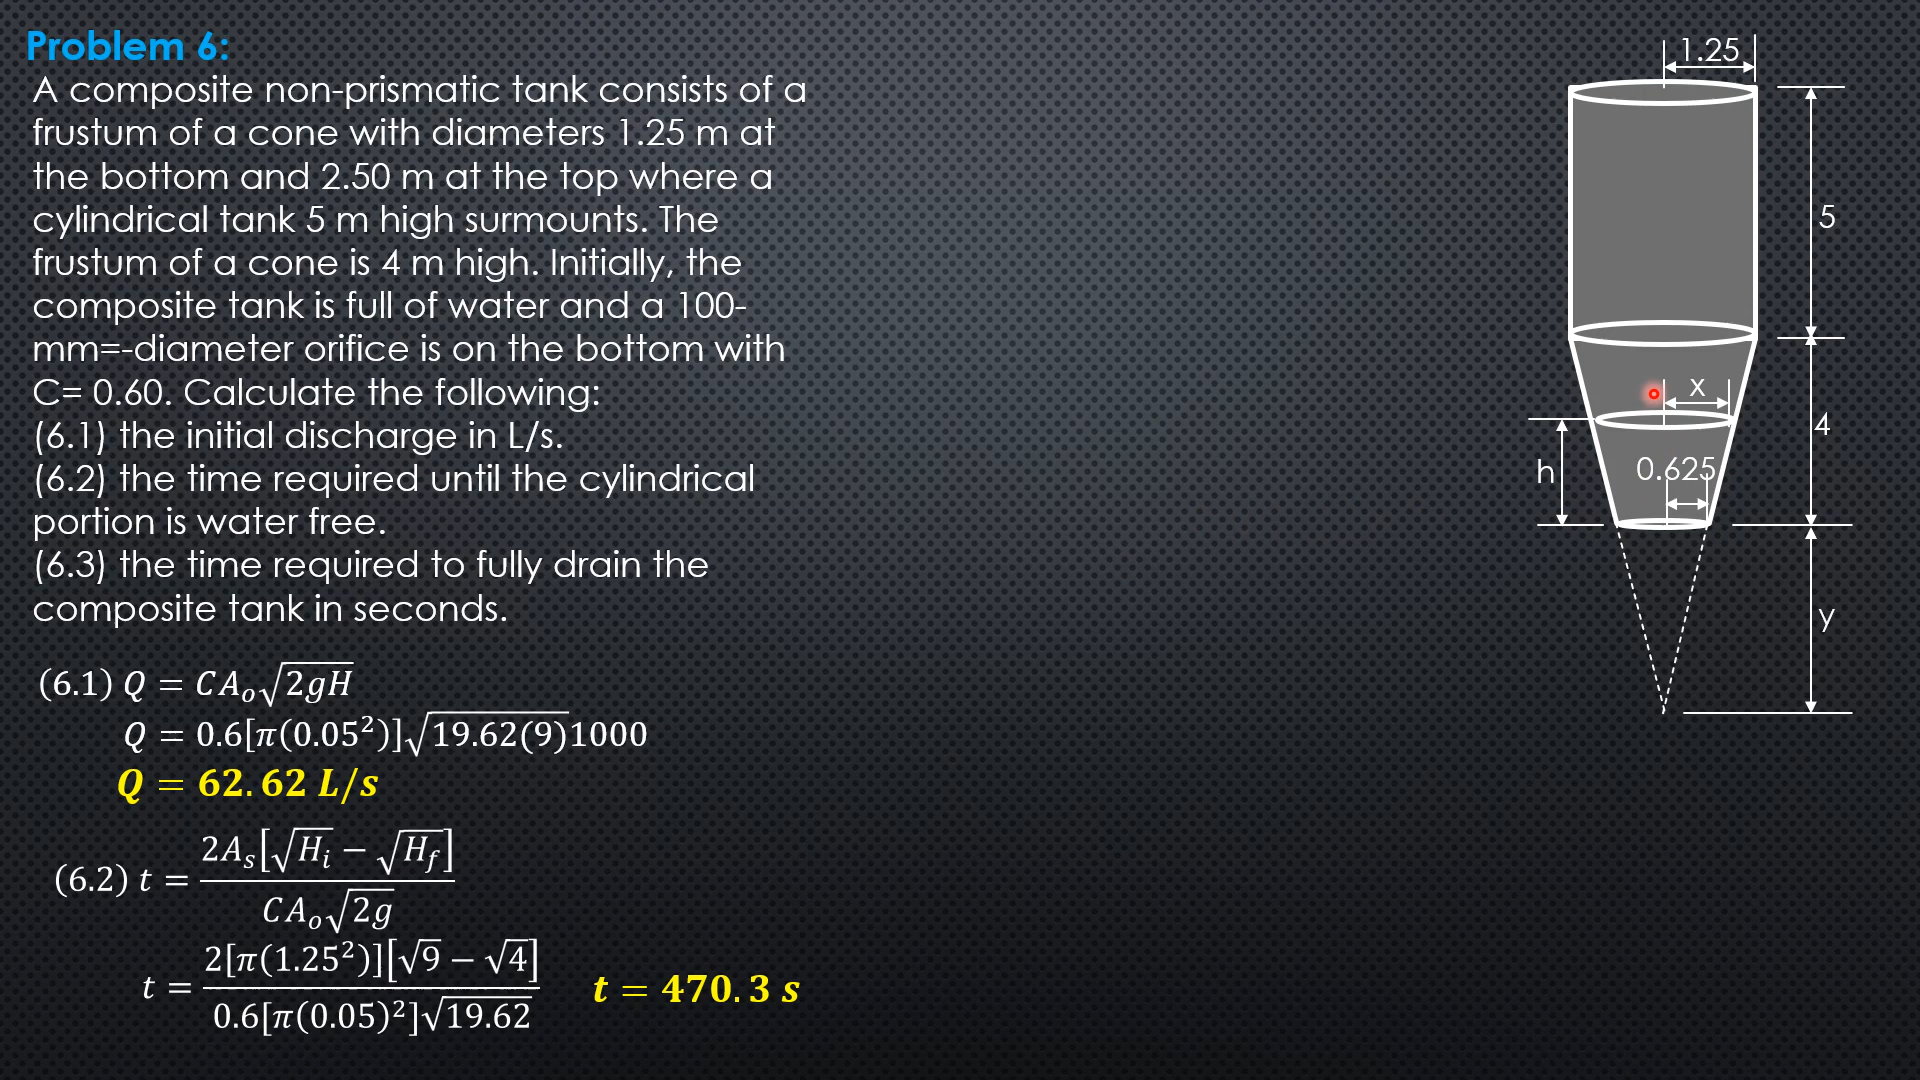 Problem 6:
A composite non-prismatic tank consists of a
frustum of a cone with diameters 1.25 m at
the bottom and 2.50 m at the top where a
cylindrical tank 5 m high surmounts. The
frustum of a cone is 4 m high. Initially, the
composite tank is full of water and a 100-
mm=-diameter orifice is on the bottom with
C= 0.60. Calculate the following:
(6.1) the initial discharge in L/s.
(6.2) the time required until the cylindrical
portion is water free.
(6.3) the time required to fully drain the
composite tank in seconds.
(6.1) Q = CAₒ√(2gH)
Q = 0.6[π(0.05²)]√(19.62(9))1000
Q = 62.62 L/s
(6.2) t = 2Aₛ[√Hᵢ − √H_f] / CAₒ√(2g)
t = 2[π(1.25²)][√9 − √4] / 0.6[π(0.05)²]√19.62
t = 470.3 s
1.25
5
x
4
h
0.625
y